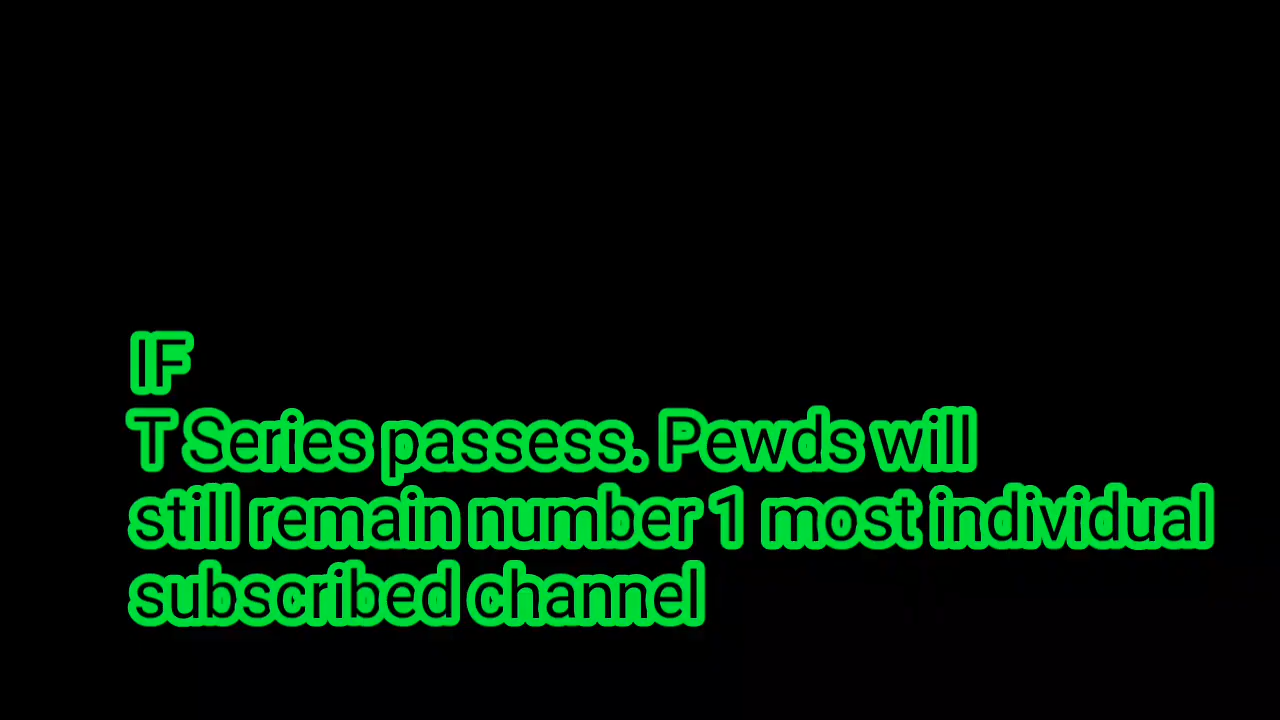 IF
T Series passess. Pewds will
still remain number 1 most individual
subscribed channel